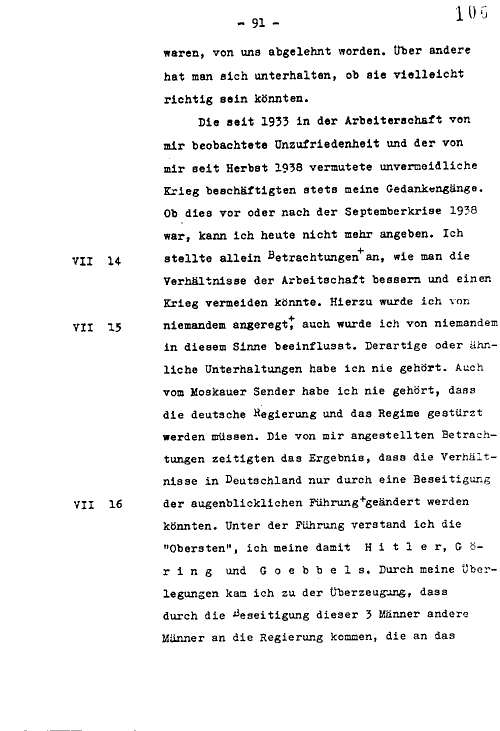 - 91 -
106
waren, von uns abgelehnt worden. Über andere
hat man sich unterhalten, ob sie vielleicht
richtig sein könnten.
Die seit 1933 in der Arbeiterschaft von
mir beobachtete Unzufriedenheit und der von
mir seit Herbst 1938 vermutete unvermeidliche
Krieg beschäftigten stets meine Gedankengänge.
Ob dies vor oder nach der Septemberkrise 1938
war, kann ich heute nicht mehr angeben. Ich
VII 14 stellte allein Betrachtungen+an, wie man die
Verhältnisse der Arbeitschaft bessern und einen
Krieg vermeiden könnte. Hierzu wurde ich von
VII 15 niemandem angeregt+, auch wurde ich von niemandem
in diesem Sinne beeinflusst. Derartige oder ähn-
liche Unterhaltungen habe ich nie gehört. Auch
vom Moskauer Sender habe ich nie gehört, dass
die deutsche Regierung und das Regime gestürzt
werden müssen. Die von mir angestellten Betrach-
tungen zeitigten das Ergebnis, dass die Verhält-
nisse in Deutschland nur durch eine Beseitigung
VII 16 der augenblicklichen Führung+geändert werden
könnten. Unter der Führung verstand ich die
"Obersten", ich meine damit H i t l e r, G ö-
r i n g und G o e b b e l s. Durch meine Über-
legungen kam ich zu der Überzeugung, dass
durch die Beseitigung dieser 3 Männer andere
Männer an die Regierung kommen, die an das